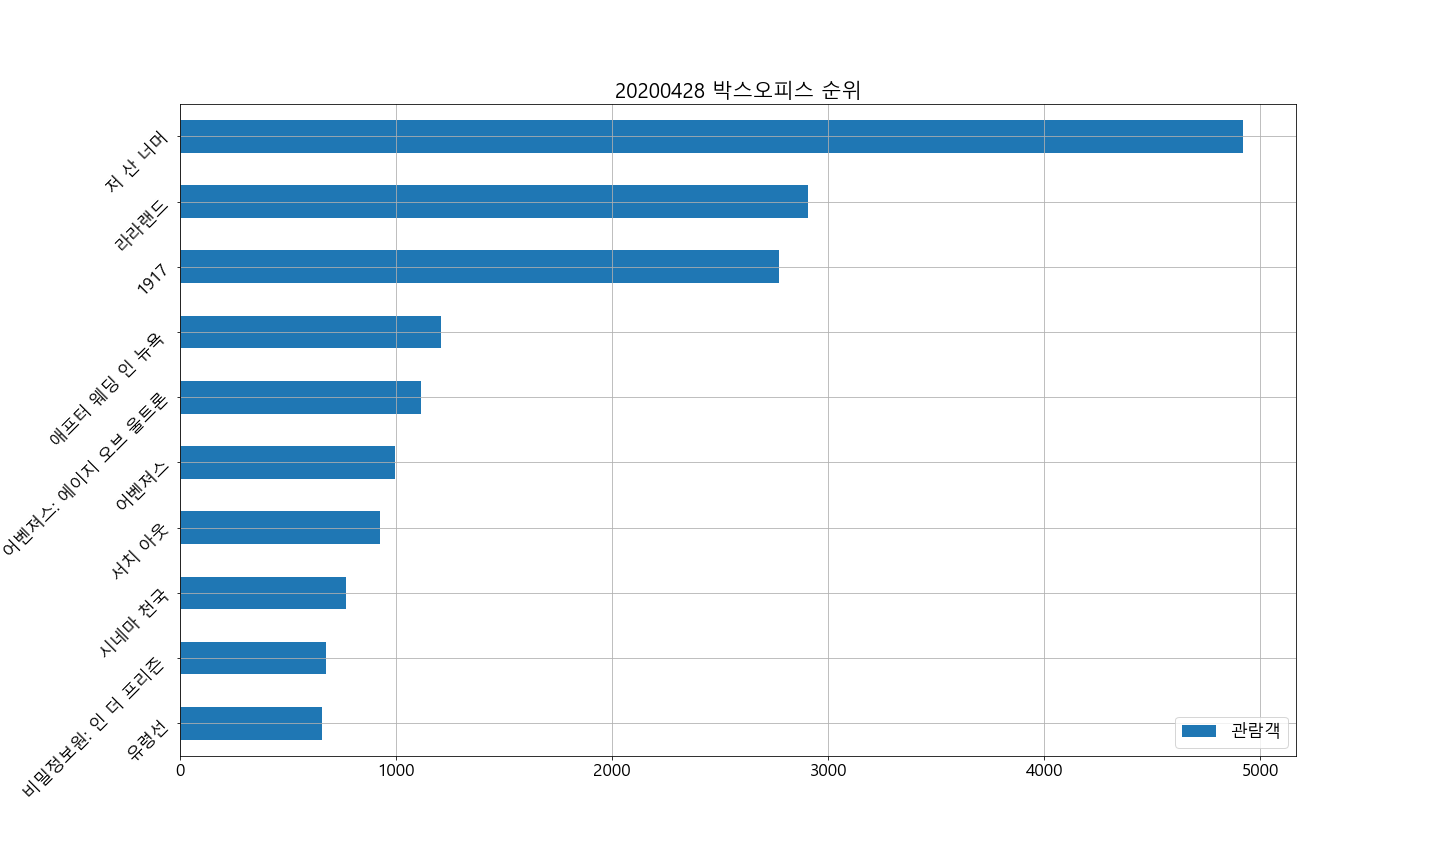 20200428 박스오피스 순위
저 산 너머
라라랜드
1917
애프터 웨딩 인 뉴욕
어벤져스: 에이지 오브 울트론
어벤져스
서치 아웃
시네마 천국
비밀정보원: 인 더 프리즌
유령선
관람객
0 1000 2000 3000 4000 5000